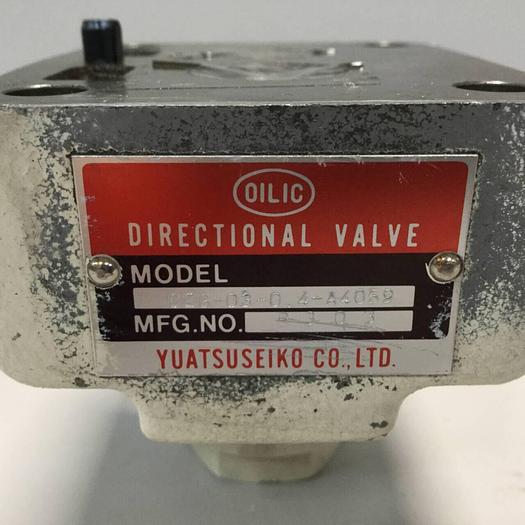 OILIC
DIRECTIONAL VALVE
MODEL
MFG.NO.
YUATSUSEIKO CO.,LTD.